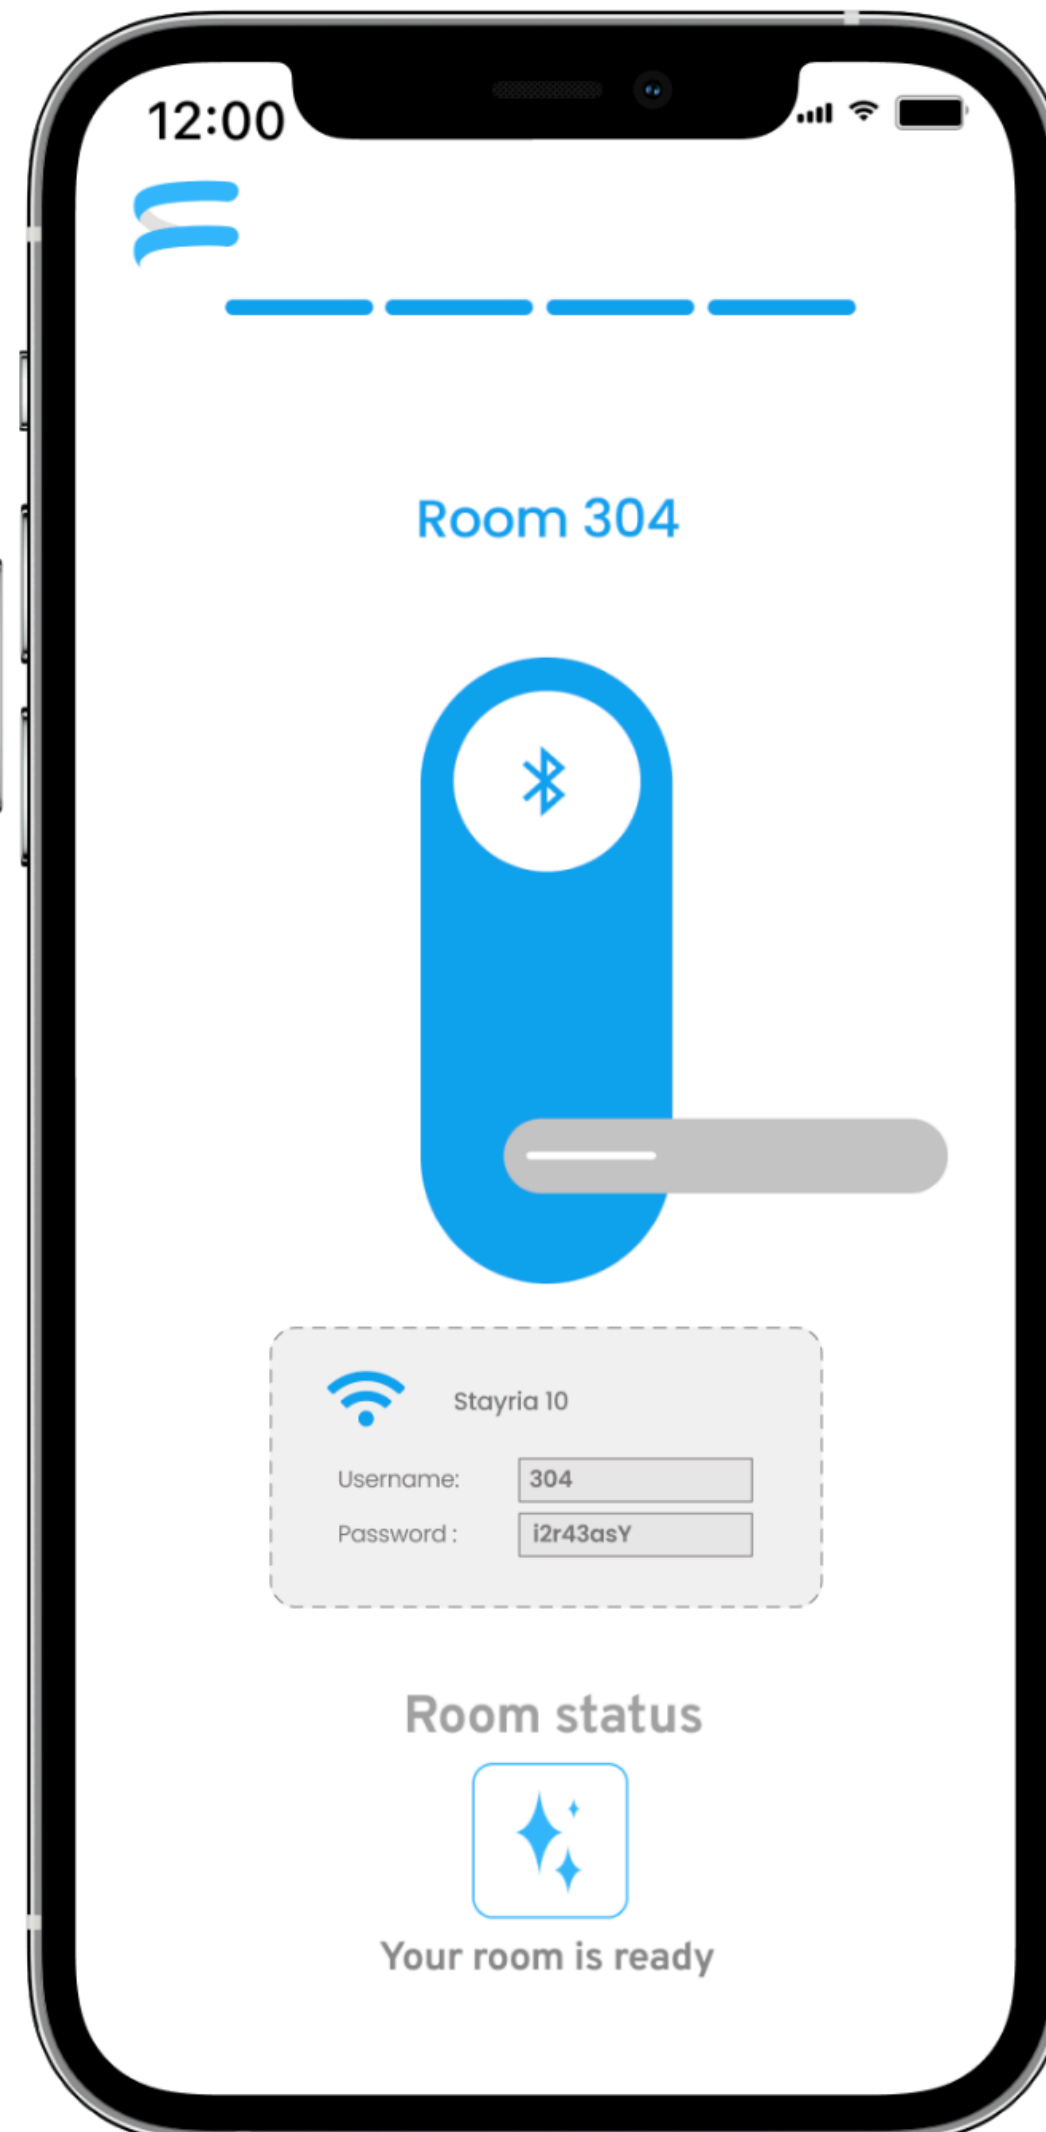 12:00
Room 304
Stayria 10
Username: 304
Password : i2r43asY
Room status
Your room is ready